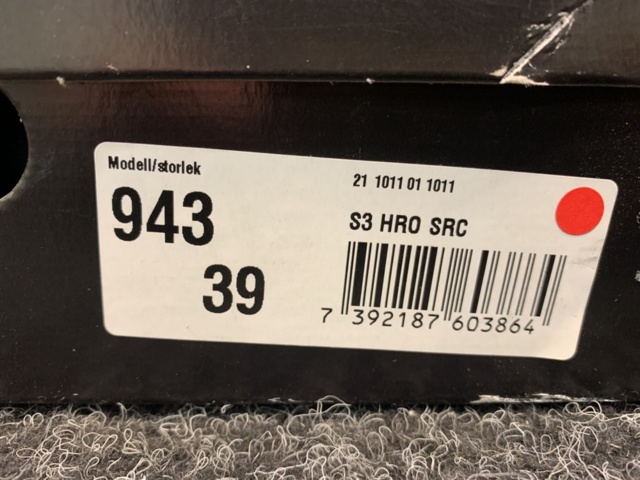 Modell/storlek
943
39
21 1011 01 1011
S3 HRO SRC
7 392187 603864